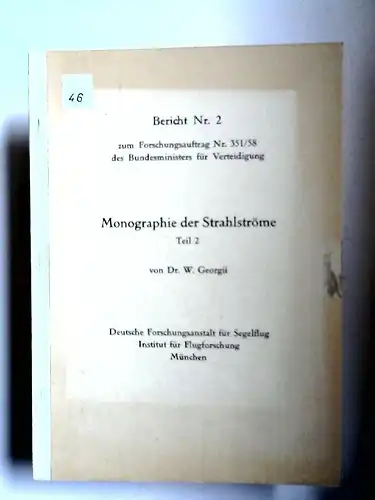 46
Bericht Nr. 2
zum Forschungsauftrag Nr. 351/58
des Bundesministers für Verteidigung
Monographie der Strahlströme
Teil 2
von Dr. W. Georgii
Deutsche Forschungsanstalt für Segelflug
Institut für Flugforschung
München